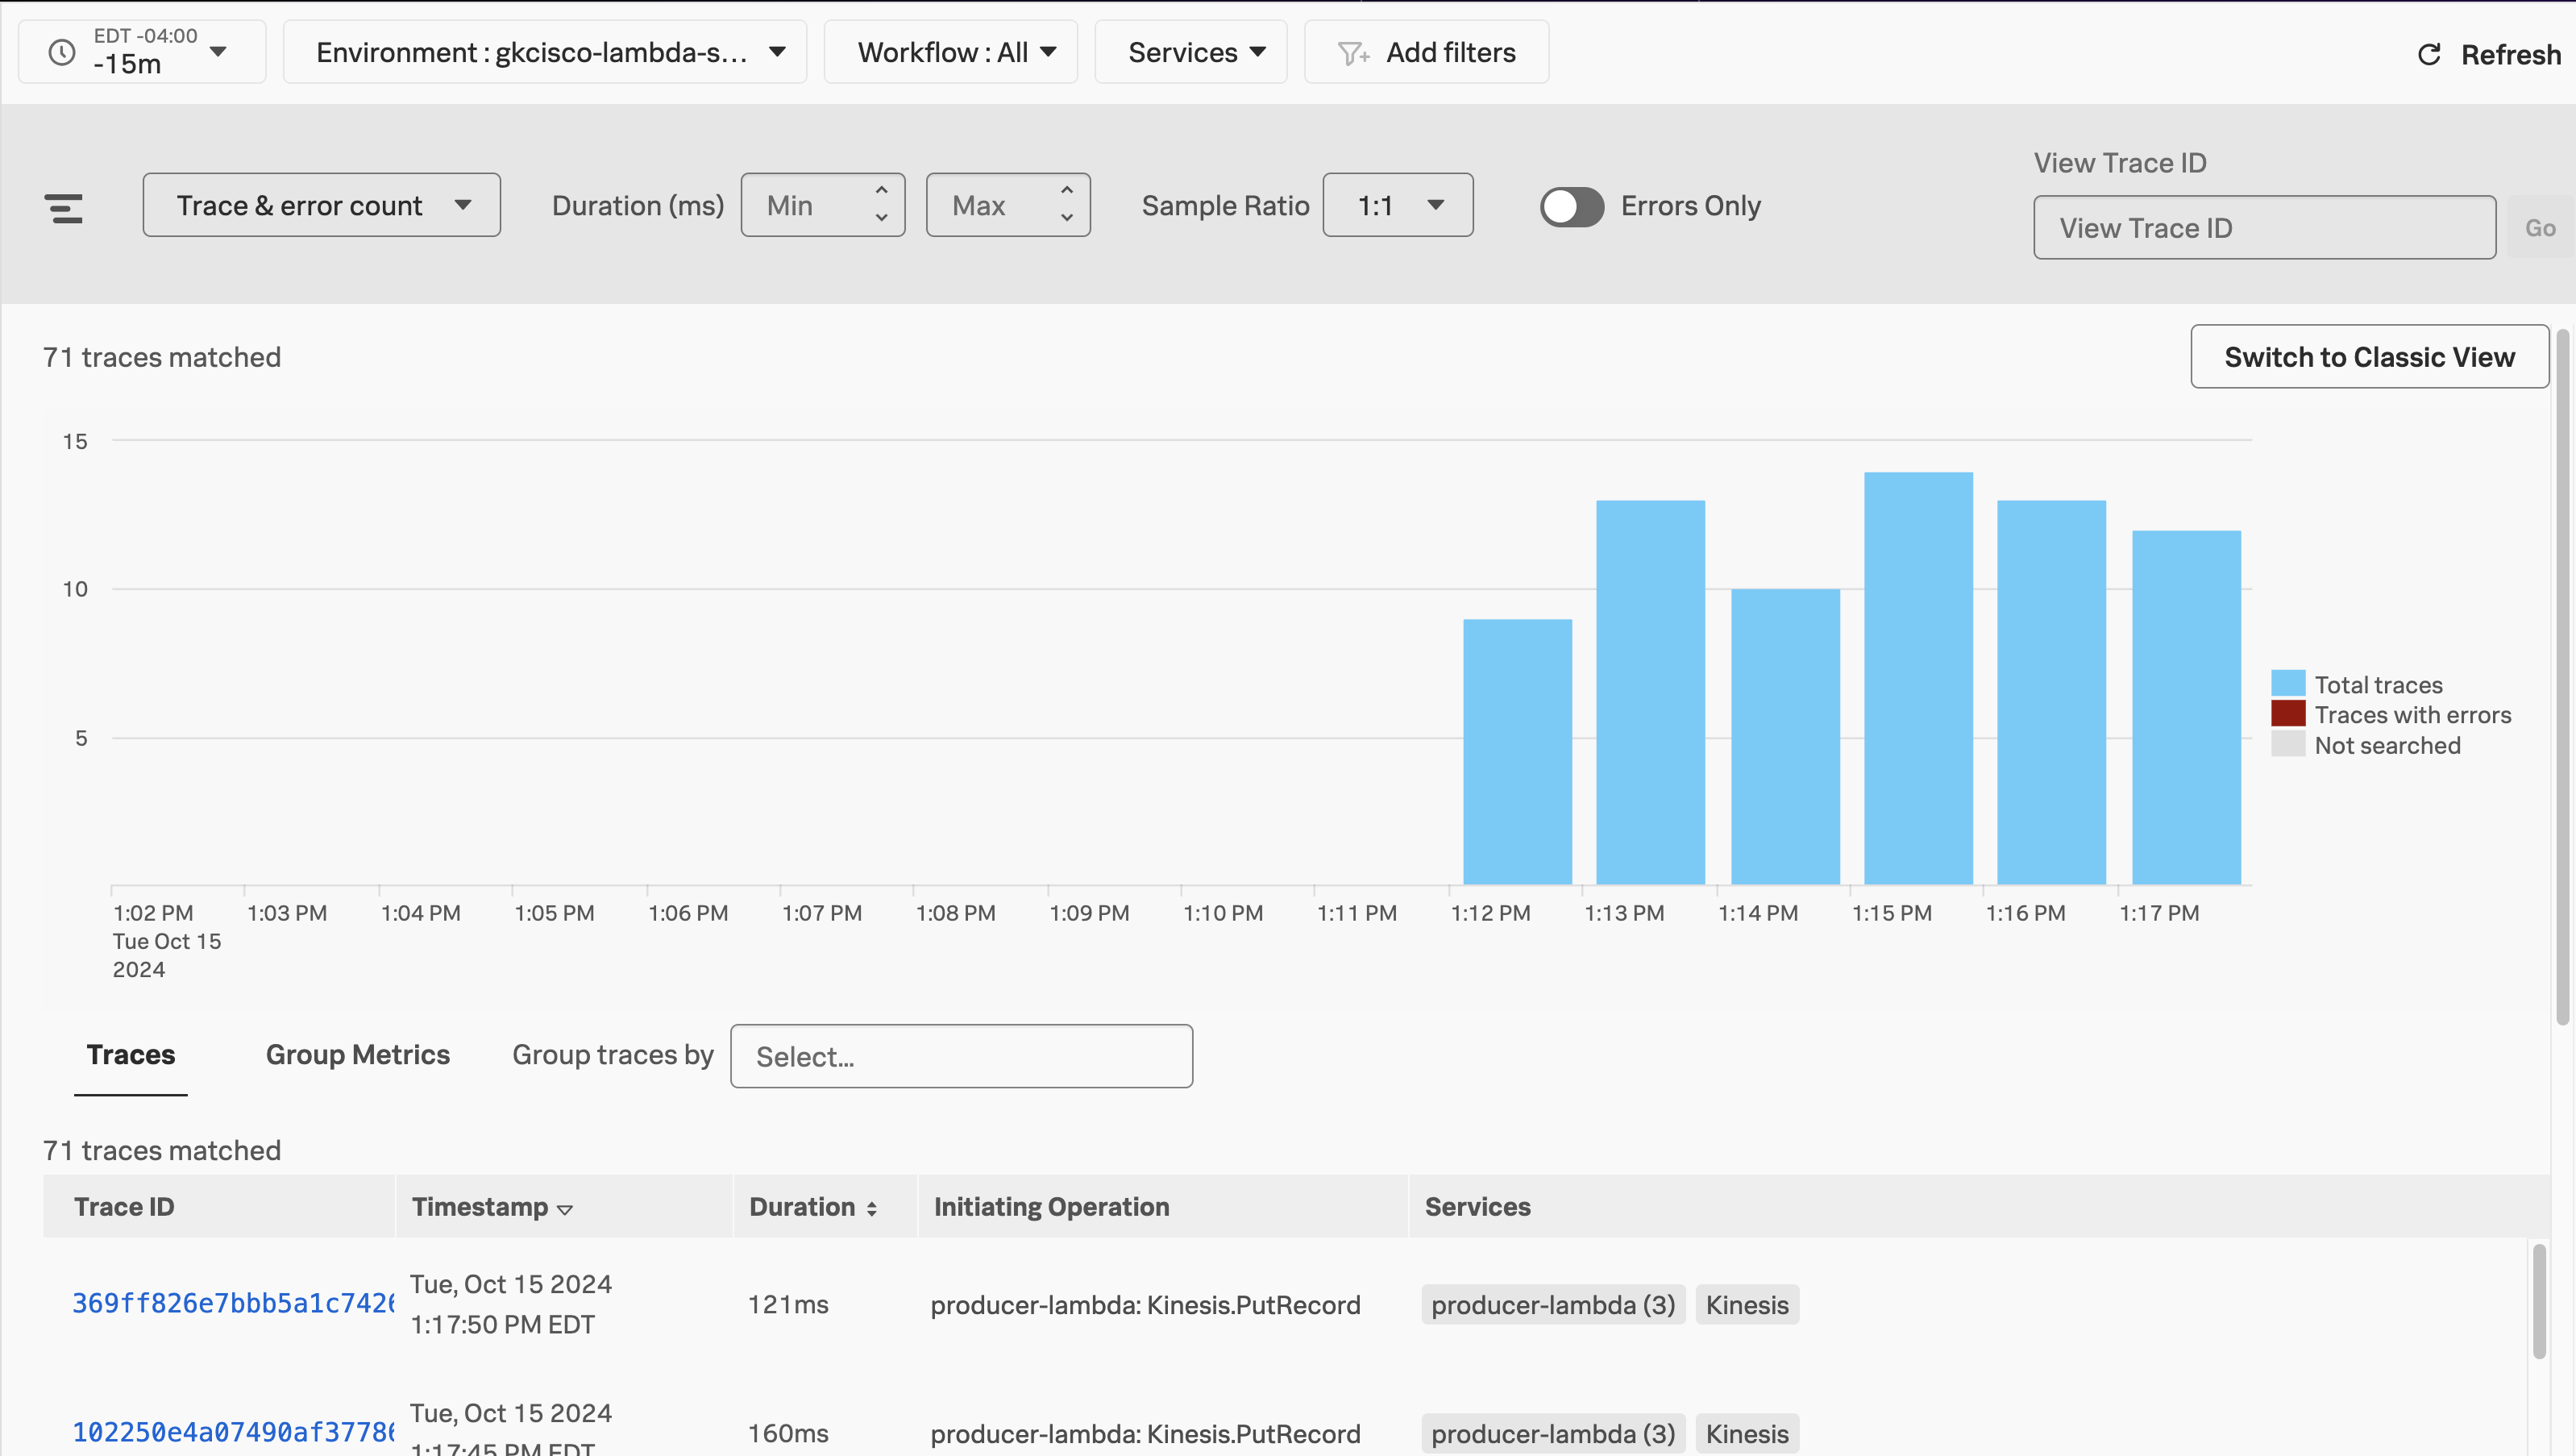 EDT -04:00
-15m
Environment : gkcisco-lambda-s...
Workflow : All
Services
Add filters
Refresh
Trace & error count
Duration (ms)
Min
Max
Sample Ratio
1:1
Errors Only
View Trace ID
View Trace ID
Go
71 traces matched
Switch to Classic View
15
10
5
1:02 PM
Tue Oct 15
2024
1:03 PM
1:04 PM
1:05 PM
1:06 PM
1:07 PM
1:08 PM
1:09 PM
1:10 PM
1:11 PM
1:12 PM
1:13 PM
1:14 PM
1:15 PM
1:16 PM
1:17 PM
Total traces
Traces with errors
Not searched
Traces
Group Metrics
Group traces by
Select...
71 traces matched
Trace ID
Timestamp
Duration
Initiating Operation
Services
369ff826e7bbb5a1c7426
Tue, Oct 15 2024
1:17:50 PM EDT
121ms
producer-lambda: Kinesis.PutRecord
producer-lambda (3)
Kinesis
102250e4a07490af37786
Tue, Oct 15 2024
1:17:45 PM EDT
160ms
producer-lambda: Kinesis.PutRecord
producer-lambda (3)
Kinesis